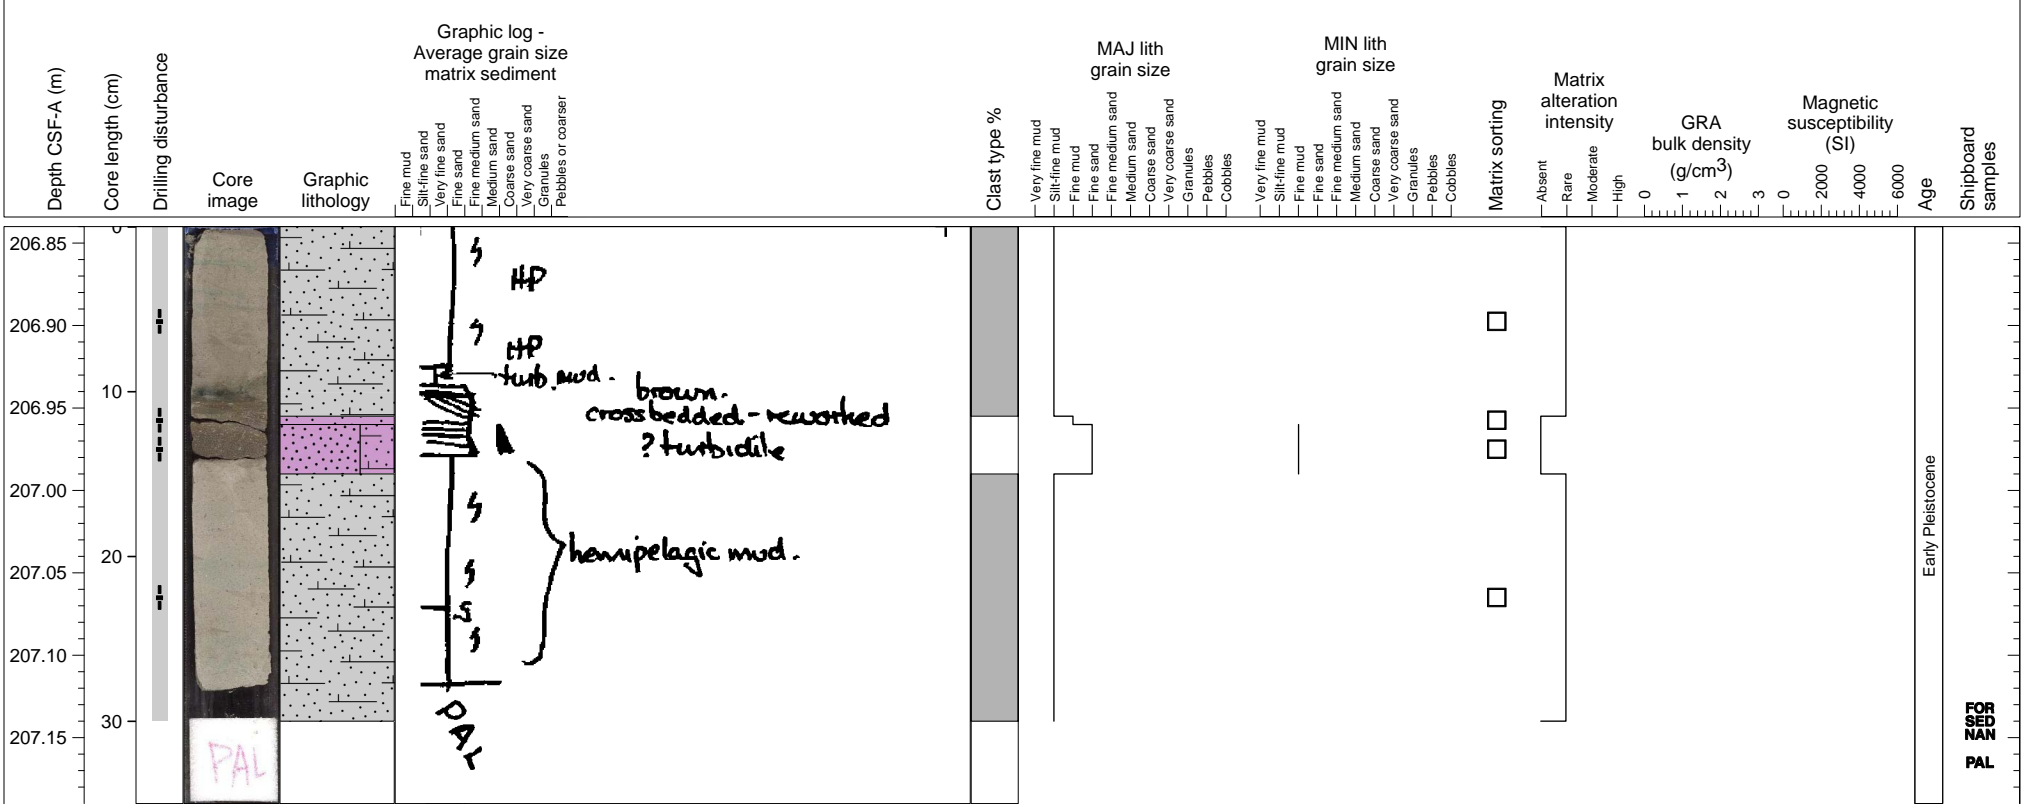 Depth CSF-A (m)
Core length (cm)
Drilling disturbance
Core
image
Graphic
lithology
Graphic log -
Average grain size
matrix sediment
Fine mud
Silt-fine sand
Very fine sand
Fine sand
Fine medium sand
Medium sand
Coarse sand
Very coarse sand
Granules
Pebbles or coarser
Clast type %
MAJ lith
grain size
Very fine mud
Silt-fine mud
Fine mud
Fine sand
Fine medium sand
Medium sand
Coarse sand
Very coarse sand
Granules
Pebbles
Cobbles
MIN lith
grain size
Very fine mud
Silt-fine mud
Fine mud
Fine sand
Fine medium sand
Medium sand
Coarse sand
Very coarse sand
Granules
Pebbles
Cobbles
Matrix sorting
Matrix
alteration
intensity
Absent
Rare
Moderate
High
GRA
bulk density
(g/cm3)
0 1 2 3
Magnetic
susceptibility
(SI)
0 2000 4000 6000
Age
Shipboard
samples
206.85
206.90
206.95
207.00
207.05
207.10
207.15
0
10
20
30
HP
HP
turb. mud.
brown.
crossbedded - reworked
? turbidite
hemipelagic mud.
S
PAL
PAL
Early Pleistocene
FOR
SED
NAN
PAL